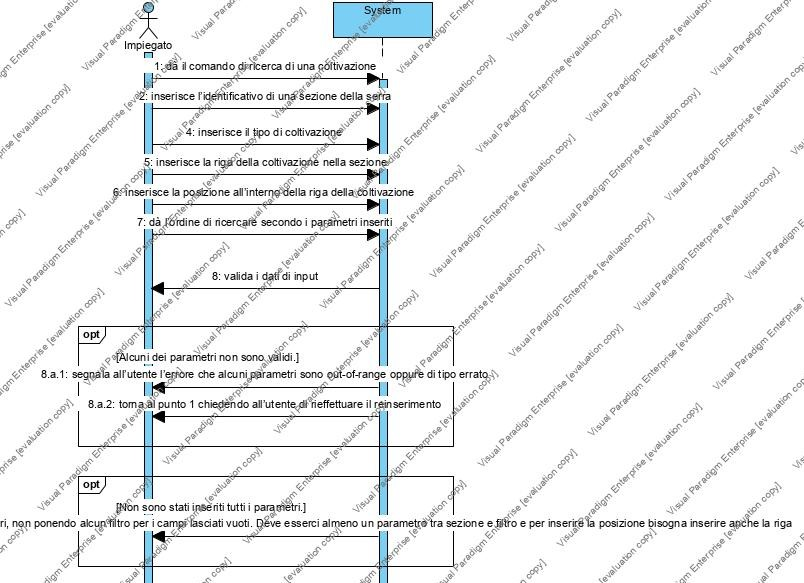 System
Impiegato
1: dà il comando di ricerca di una coltivazione
2: inserisce l'identificativo di una sezione della serra
4: inserisce il tipo di coltivazione
5: inserisce la riga della coltivazione nella sezione
6: inserisce la posizione all'interno della riga della coltivazione
7: dà l'ordine di ricercare secondo i parametri inseriti
8: valida i dati di input
opt
[Alcuni dei parametri non sono validi.]
8.a.1: segnala all'utente l'errore che alcuni parametri sono out-of-range oppure di tipo errato
8.a.2: torna al punto 1 chiedendo all'utente di rieffettuare il reinserimento
opt
[Non sono stati inseriti tutti i parametri.]
ri, non ponendo alcun filtro per i campi lasciati vuoti. Deve esserci almeno un parametro tra sezione e filtro e per inserire la posizione bisogna inserire anche la riga
Visual Paradigm Enterprise [evaluation copy]